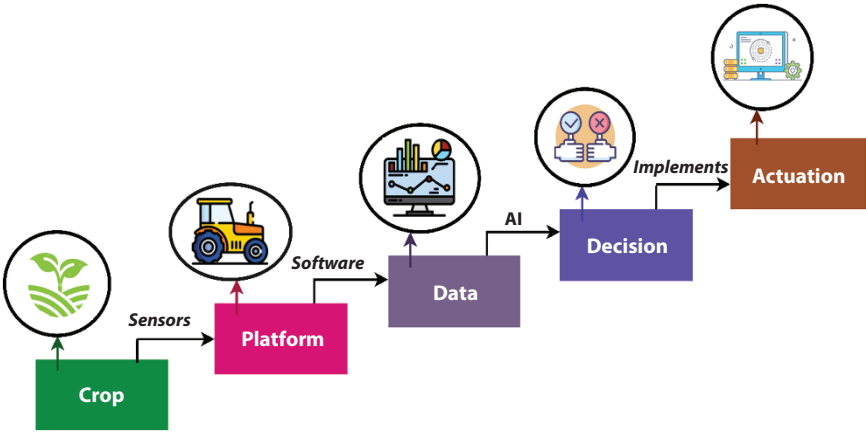 Crop
Sensors
Platform
Software
Data
AI
Decision
Implements
Actuation